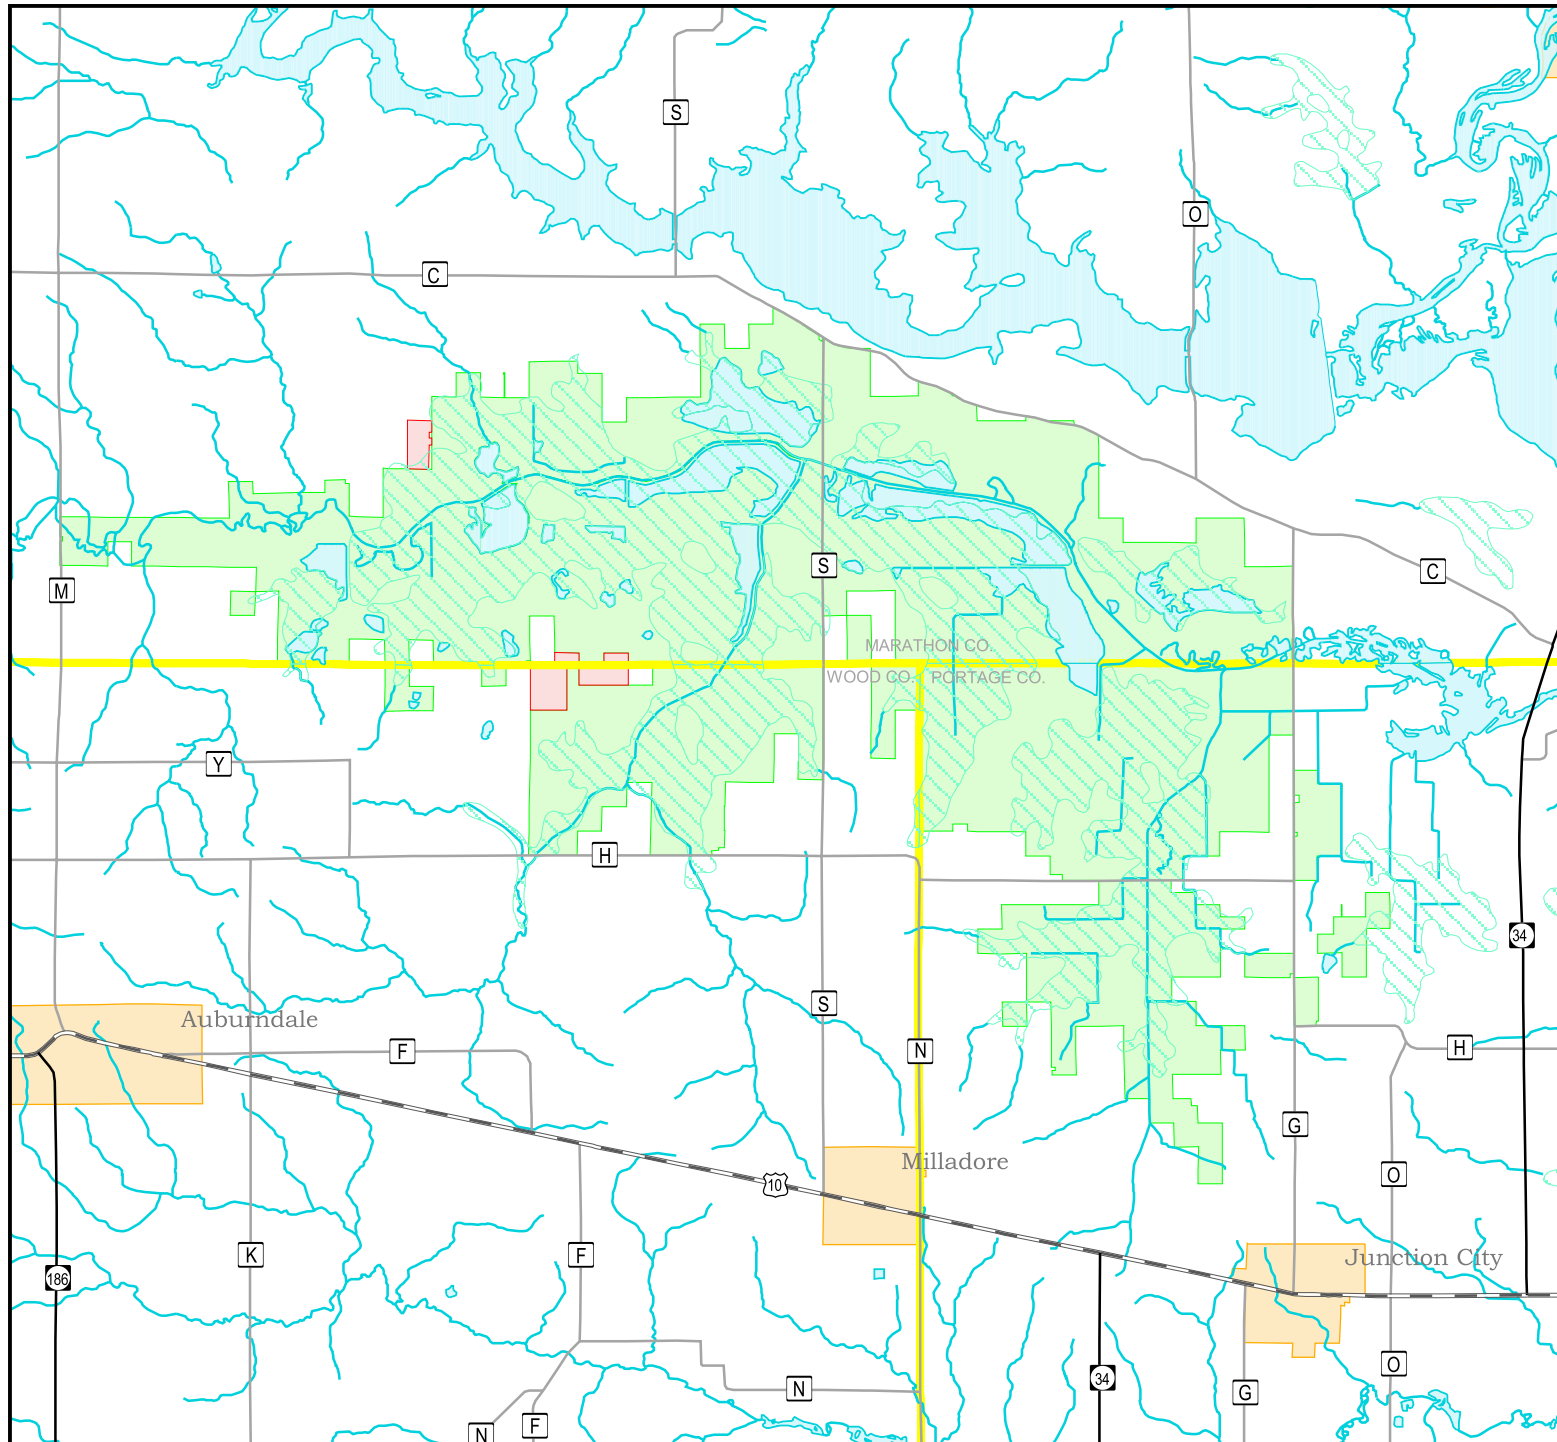 S
O
C
S
M
C
MARATHON CO.
WOOD CO. PORTAGE CO.
Y
H
34
S
Auburndale
F
N
H
G
Milladore
O
10
K
F
Junction City
186
O
34
N
G
F
N